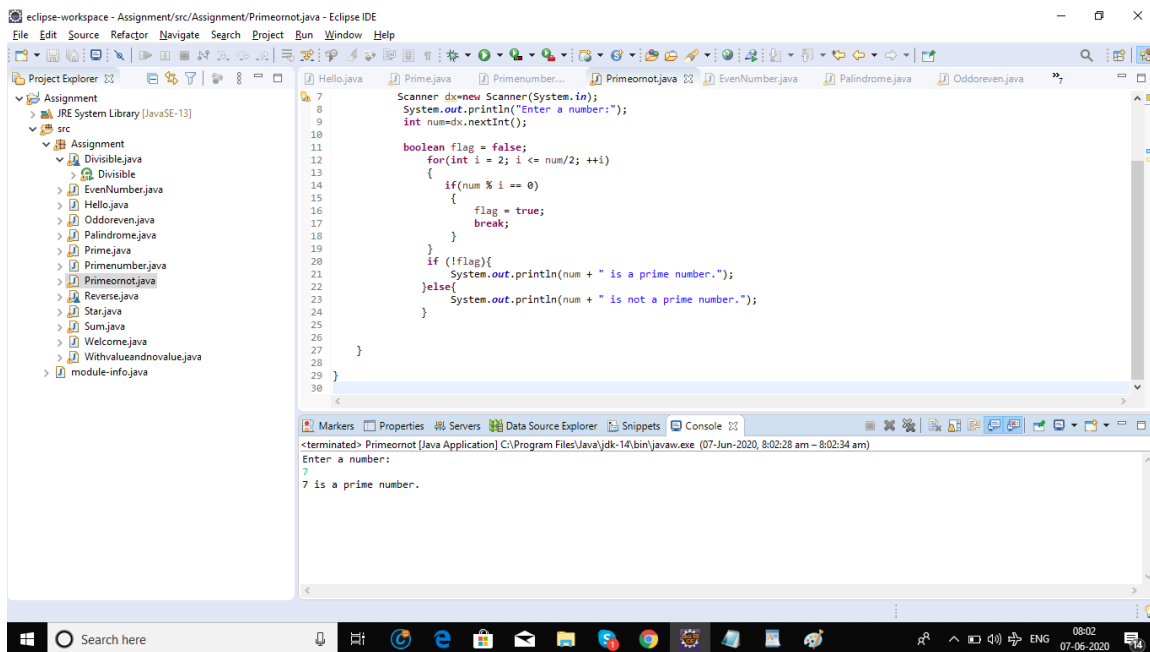 eclipse-workspace - Assignment/src/Assignment/Primeornot.java - Eclipse IDE
File Edit Source Refactor Navigate Search Project Run Window Help
Project Explorer
Hello.java Prime.java Primenumber.... Primeornot.java EvenNumber.java Palindrome.java Oddoreven.java »7
Assignment
JRE System Library [JavaSE-13]
src
Assignment
Divisible.java
Divisible
EvenNumber.java
Hello.java
Oddoreven.java
Palindrome.java
Prime.java
Primenumber.java
Primeornot.java
Reverse.java
Star.java
Sum.java
Welcome.java
Withvalueandnovalue.java
module-info.java
7 Scanner dx=new Scanner(System.in);
8 System.out.println("Enter a number:");
9 int num=dx.nextInt();
10
11 boolean flag = false;
12 for(int i = 2; i <= num/2; ++i)
13 {
14 if(num % i == 0)
15 {
16 flag = true;
17 break;
18 }
19 }
20 if (!flag){
21 System.out.println(num + " is a prime number.");
22 }else{
23 System.out.println(num + " is not a prime number.");
24 }
25
26
27 }
28
29 }
30
Markers Properties Servers Data Source Explorer Snippets Console
<terminated> Primeornot [Java Application] C:\Program Files\Java\jdk-14\bin\javaw.exe (07-Jun-2020, 8:02:28 am – 8:02:34 am)
Enter a number:
7
7 is a prime number.
Search here
ENG
08:02
07-06-2020
14